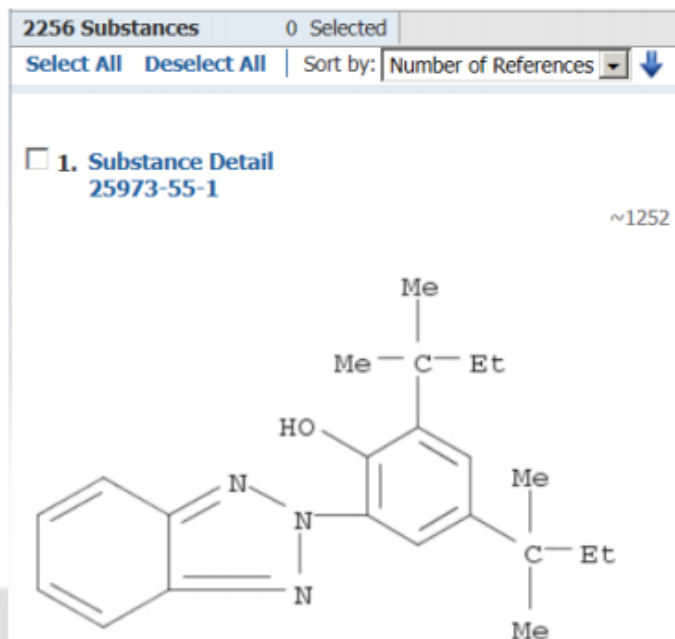 2256 Substances 0 Selected
Select All Deselect All Sort by: Number of References
1. Substance Detail
25973-55-1
~1252
Me
Me C Et
HO
N
Me
N
C Et
N
Me